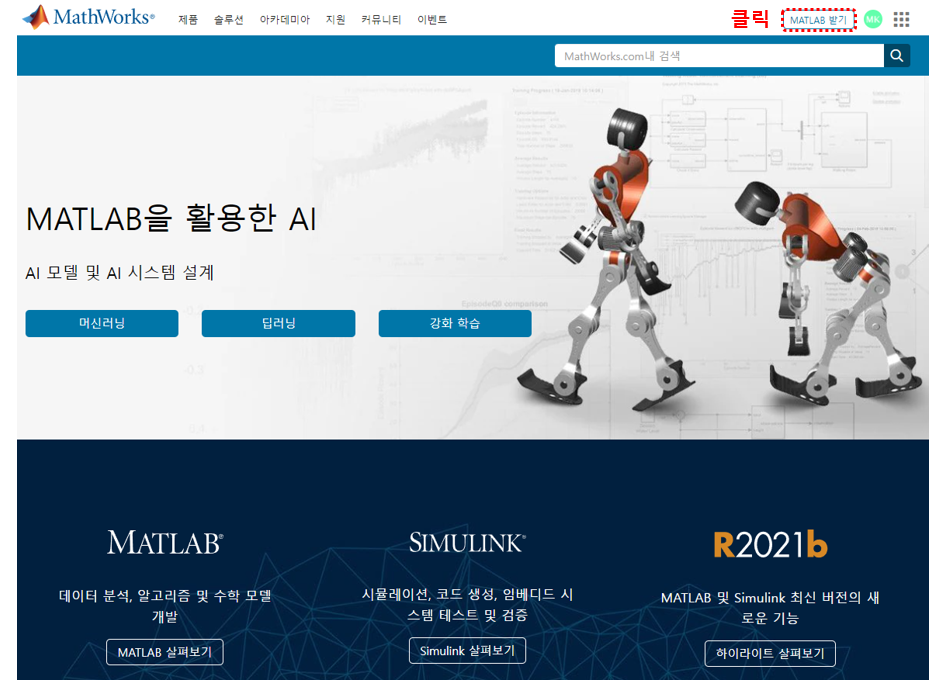 MathWorks®
제품 솔루션 아카데미아 지원 커뮤니티 이벤트
클릭 MATLAB 받기 MK
MathWorks.com내 검색
MATLAB을 활용한 AI
AI 모델 및 AI 시스템 설계
머신러닝 딥러닝 강화 학습
EpisodeQ0 comparison
MATLAB® SIMULINK® R2021b
데이터 분석, 알고리즘 및 수학 모델
개발
MATLAB 살펴보기
시뮬레이션, 코드 생성, 임베디드 시
스템 테스트 및 검증
Simulink 살펴보기
MATLAB 및 Simulink 최신 버전의 새
로운 기능
하이라이트 살펴보기